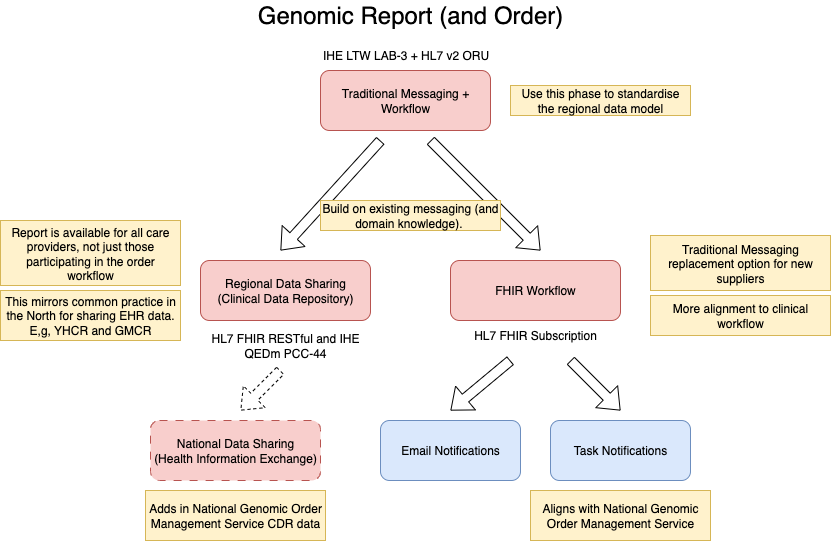 Genomic Report (and Order)
IHE LTW LAB-3 + HL7 v2 ORU
Traditional Messaging +
Workflow
Use this phase to standardise
the regional data model
Build on existing messaging (and
domain knowledge).
Report is available for all care
providers, not just those
participating in the order
workflow
This mirrors common practice in
the North for sharing EHR data.
E,g, YHCR and GMCR
Regional Data Sharing
(Clinical Data Repository)
HL7 FHIR RESTful and IHE
QEDm PCC-44
FHIR Workflow
HL7 FHIR Subscription
Traditional Messaging
replacement option for new
suppliers
More alignment to clinical
workflow
National Data Sharing
(Health Information Exchange)
Adds in National Genomic Order
Management Service CDR data
Email Notifications
Task Notifications
Aligns with National Genomic
Order Management Service